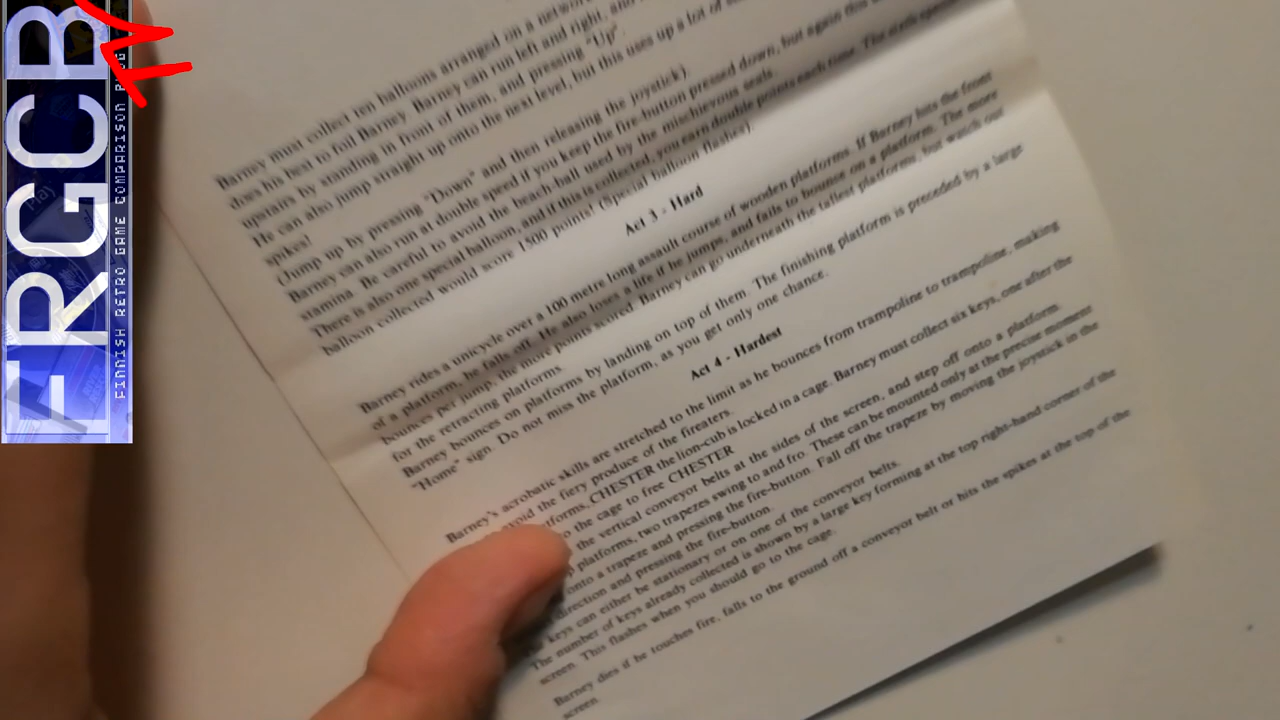 FRGCB
FINNISH RETRO GAME COMPARISON BLOG
Barney must collect ten balloons arranged on a network
does his best to foil Barney. Barney can run left and right, and
upstairs by standing in front of them, and pressing "Up".
He can also jump straight up onto the next level, but this uses up a lot of
spikes!
(Jump up by pressing "Down" and then releasing the joystick).
Barney can also run at double speed if you keep the fire-button pressed down, but again this
stamina. Be careful to avoid the beach-ball used by the mischievous seals.
There is also one special balloon, and if this is collected, you earn double points each time. The
balloon collected would score 1500 points! (Special balloon flashes).
Act 3 - Hard
Barney rides a unicycle over a 100 metre long assault course of wooden platforms. If Barney hits the front
of a platform, he falls off. He also loses a life if he jumps, and fails to bounce on a platform. The more
bounces per jump, the more points scored. Barney can go underneath the tallest platforms, but watch out
for the retracting platforms.
Barney bounces on platforms by landing on top of them. The finishing platform is preceded by a large
"Home" sign. Do not miss the platform, as you get only one chance.
Act 4 - Hardest
Barney's acrobatic skills are stretched to the limit as he bounces from trampoline to trampoline, making
avoid the fiery produce of the fireaters.
platforms, CHESTER the lion-cub is locked in a cage. Barney must collect six keys, one after the
to the cage to free CHESTER
the vertical conveyor belts at the sides of the screen, and step off onto a platform.
platforms, two trapezes swing to and fro. These can be mounted only at the precise moment
onto a trapeze and pressing the fire-button. Fall off the trapeze by moving the joystick in the
direction and pressing the fire-button.
keys can either be stationary or on one of the conveyor belts.
The number of keys already collected is shown by a large key forming at the top right-hand corner of the
screen. This flashes when you should go to the cage.
Barney dies if he touches fire, falls to the ground off a conveyor belt or hits the spikes at the top of the
screen.